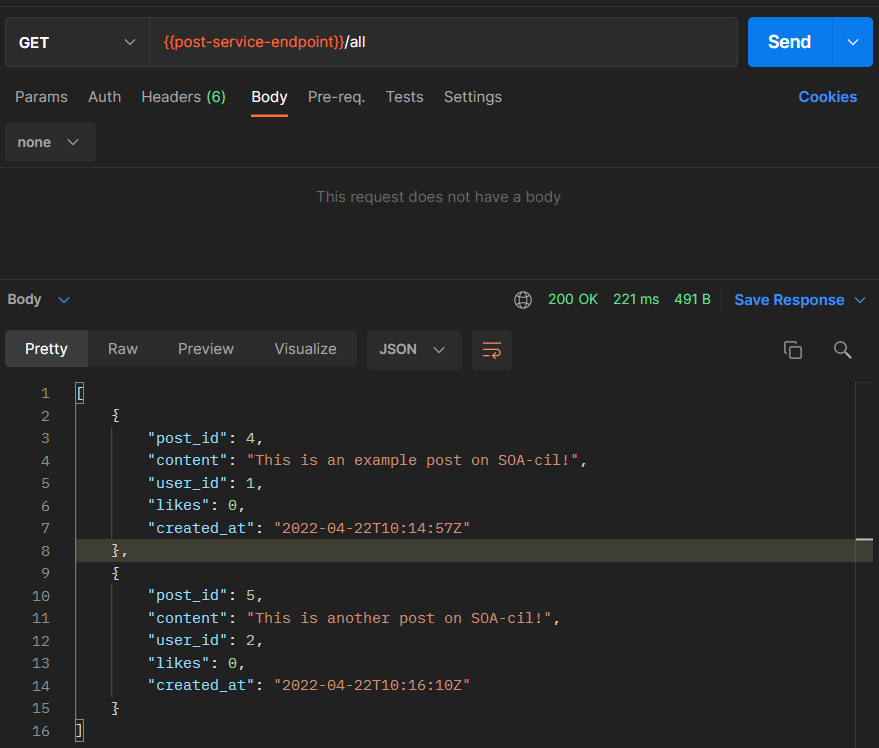 GET {{post-service-endpoint}}/all Send
Params Auth Headers (6) Body Pre-req. Tests Settings Cookies
none
This request does not have a body
Body 200 OK 221 ms 491 B Save Response
Pretty Raw Preview Visualize JSON
1 [
2 {
3 "post_id": 4,
4 "content": "This is an example post on SOA-cil!",
5 "user_id": 1,
6 "likes": 0,
7 "created_at": "2022-04-22T10:14:57Z"
8 },
9 {
10 "post_id": 5,
11 "content": "This is another post on SOA-cil!",
12 "user_id": 2,
13 "likes": 0,
14 "created_at": "2022-04-22T10:16:10Z"
15 }
16 ]